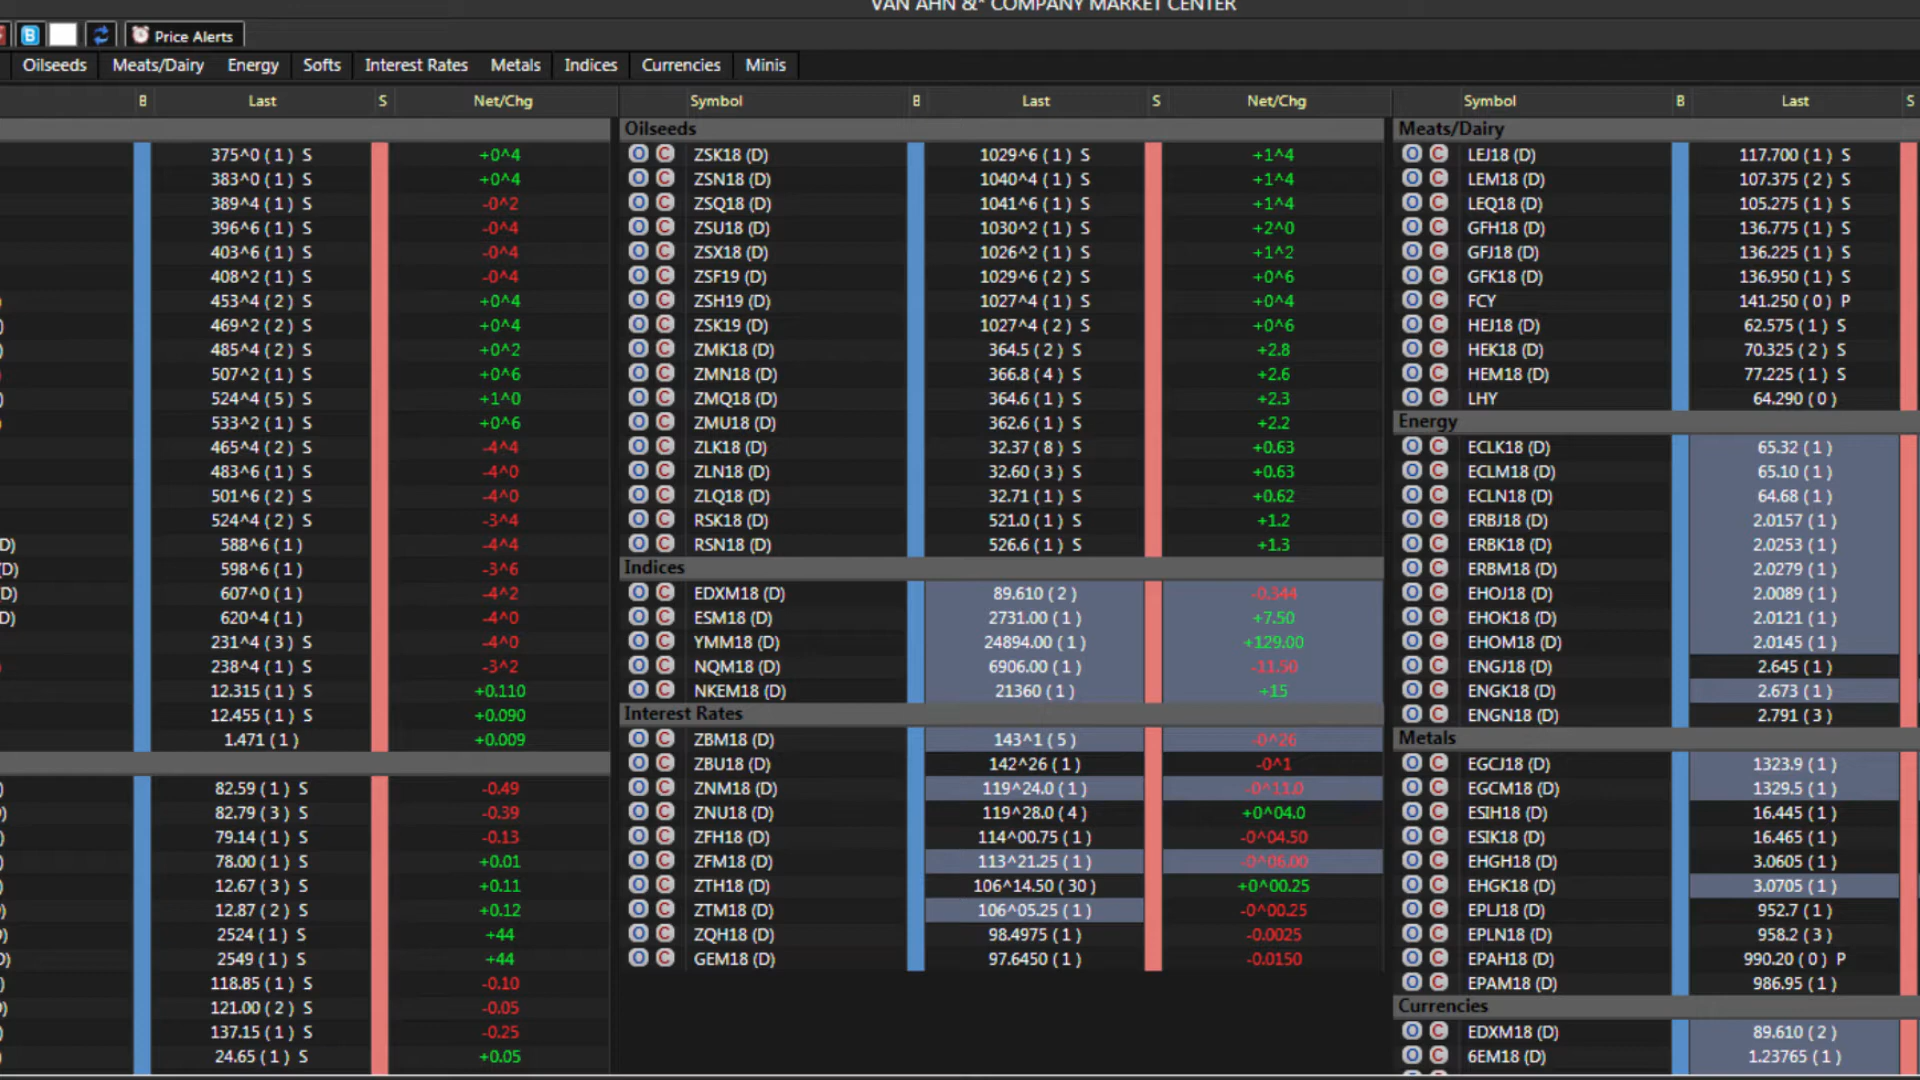 VAN AHN &* COMPANY MARKET CENTER
Price Alerts
Oilseeds Meats/Dairy Energy Softs Interest Rates Metals Indices Currencies Minis
B Last S Net/Chg
375^0 ( 1 ) S +0^4
383^0 ( 1 ) S +0^4
389^4 ( 1 ) S -0^2
396^6 ( 1 ) S -0^4
403^6 ( 1 ) S -0^4
408^2 ( 1 ) S -0^4
453^4 ( 2 ) S +0^4
469^2 ( 2 ) S +0^4
485^4 ( 2 ) S +0^2
507^2 ( 1 ) S +0^6
524^4 ( 5 ) S +1^0
533^2 ( 1 ) S +0^6
465^4 ( 2 ) S -4^4
483^6 ( 1 ) S -4^0
501^6 ( 2 ) S -4^0
524^4 ( 2 ) S -3^4
D) 588^6 ( 1 ) -4^4
(D) 598^6 ( 1 ) -3^6
D) 607^0 ( 1 ) -4^2
D) 620^4 ( 1 ) -4^0
231^4 ( 3 ) S -4^0
238^4 ( 1 ) S -3^2
12.315 ( 1 ) S +0.110
12.455 ( 1 ) S +0.090
1.471 ( 1 ) +0.009
82.59 ( 1 ) S -0.49
82.79 ( 3 ) S -0.39
79.14 ( 1 ) S -0.13
78.00 ( 1 ) S +0.01
12.67 ( 3 ) S +0.11
12.87 ( 2 ) S +0.12
2524 ( 1 ) S +44
2549 ( 1 ) S +44
118.85 ( 1 ) S -0.10
121.00 ( 2 ) S -0.05
137.15 ( 1 ) S -0.25
24.65 ( 1 ) S +0.05
Symbol B Last S Net/Chg
Oilseeds
O C ZSK18 (D) 1029^6 ( 1 ) S +1^4
O C ZSN18 (D) 1040^4 ( 1 ) S +1^4
O C ZSQ18 (D) 1041^6 ( 1 ) S +1^4
O C ZSU18 (D) 1030^2 ( 1 ) S +2^0
O C ZSX18 (D) 1026^2 ( 1 ) S +1^2
O C ZSF19 (D) 1029^6 ( 2 ) S +0^6
O C ZSH19 (D) 1027^4 ( 1 ) S +0^4
O C ZSK19 (D) 1027^4 ( 2 ) S +0^6
O C ZMK18 (D) 364.5 ( 2 ) S +2.8
O C ZMN18 (D) 366.8 ( 4 ) S +2.6
O C ZMQ18 (D) 364.6 ( 1 ) S +2.3
O C ZMU18 (D) 362.6 ( 1 ) S +2.2
O C ZLK18 (D) 32.37 ( 8 ) S +0.63
O C ZLN18 (D) 32.60 ( 3 ) S +0.63
O C ZLQ18 (D) 32.71 ( 1 ) S +0.62
O C RSK18 (D) 521.0 ( 1 ) S +1.2
O C RSN18 (D) 526.6 ( 1 ) S +1.3
Indices
O C EDXM18 (D) 89.610 ( 2 ) -0.344
O C ESM18 (D) 2731.00 ( 1 ) +7.50
O C YMM18 (D) 24894.00 ( 1 ) +129.00
O C NQM18 (D) 6906.00 ( 1 ) -11.50
O C NKEM18 (D) 21360 ( 1 ) +15
Interest Rates
O C ZBM18 (D) 143^1 ( 5 ) -0^26
O C ZBU18 (D) 142^26 ( 1 ) -0^1
O C ZNM18 (D) 119^24.0 ( 1 ) -0^11.0
O C ZNU18 (D) 119^28.0 ( 4 ) +0^04.0
O C ZFH18 (D) 114^00.75 ( 1 ) -0^04.50
O C ZFM18 (D) 113^21.25 ( 1 ) -0^06.00
O C ZTH18 (D) 106^14.50 ( 30 ) +0^00.25
O C ZTM18 (D) 106^05.25 ( 1 ) -0^00.25
O C ZQH18 (D) 98.4975 ( 1 ) -0.0025
O C GEM18 (D) 97.6450 ( 1 ) -0.0150
Symbol B Last S
Meats/Dairy
O C LEJ18 (D) 117.700 ( 1 ) S
O C LEM18 (D) 107.375 ( 2 ) S
O C LEQ18 (D) 105.275 ( 1 ) S
O C GFH18 (D) 136.775 ( 1 ) S
O C GFJ18 (D) 136.225 ( 1 ) S
O C GFK18 (D) 136.950 ( 1 ) S
O C FCY 141.250 ( 0 ) P
O C HEJ18 (D) 62.575 ( 1 ) S
O C HEK18 (D) 70.325 ( 2 ) S
O C HEM18 (D) 77.225 ( 1 ) S
O C LHY 64.290 ( 0 )
Energy
O C ECLK18 (D) 65.32 ( 1 )
O C ECLM18 (D) 65.10 ( 1 )
O C ECLN18 (D) 64.68 ( 1 )
O C ERBJ18 (D) 2.0157 ( 1 )
O C ERBK18 (D) 2.0253 ( 1 )
O C ERBM18 (D) 2.0279 ( 1 )
O C EHOJ18 (D) 2.0089 ( 1 )
O C EHOK18 (D) 2.0121 ( 1 )
O C EHOM18 (D) 2.0145 ( 1 )
O C ENGJ18 (D) 2.645 ( 1 )
O C ENGK18 (D) 2.673 ( 1 )
O C ENGN18 (D) 2.791 ( 3 )
Metals
O C EGCJ18 (D) 1323.9 ( 1 )
O C EGCM18 (D) 1329.5 ( 1 )
O C ESIH18 (D) 16.445 ( 1 )
O C ESIK18 (D) 16.465 ( 1 )
O C EHGH18 (D) 3.0605 ( 1 )
O C EHGK18 (D) 3.0705 ( 1 )
O C EPLJ18 (D) 952.7 ( 1 )
O C EPLN18 (D) 958.2 ( 3 )
O C EPAH18 (D) 990.20 ( 0 ) P
O C EPAM18 (D) 986.95 ( 1 )
Currencies
O C EDXM18 (D) 89.610 ( 2 )
O C 6EM18 (D) 1.23765 ( 1 )